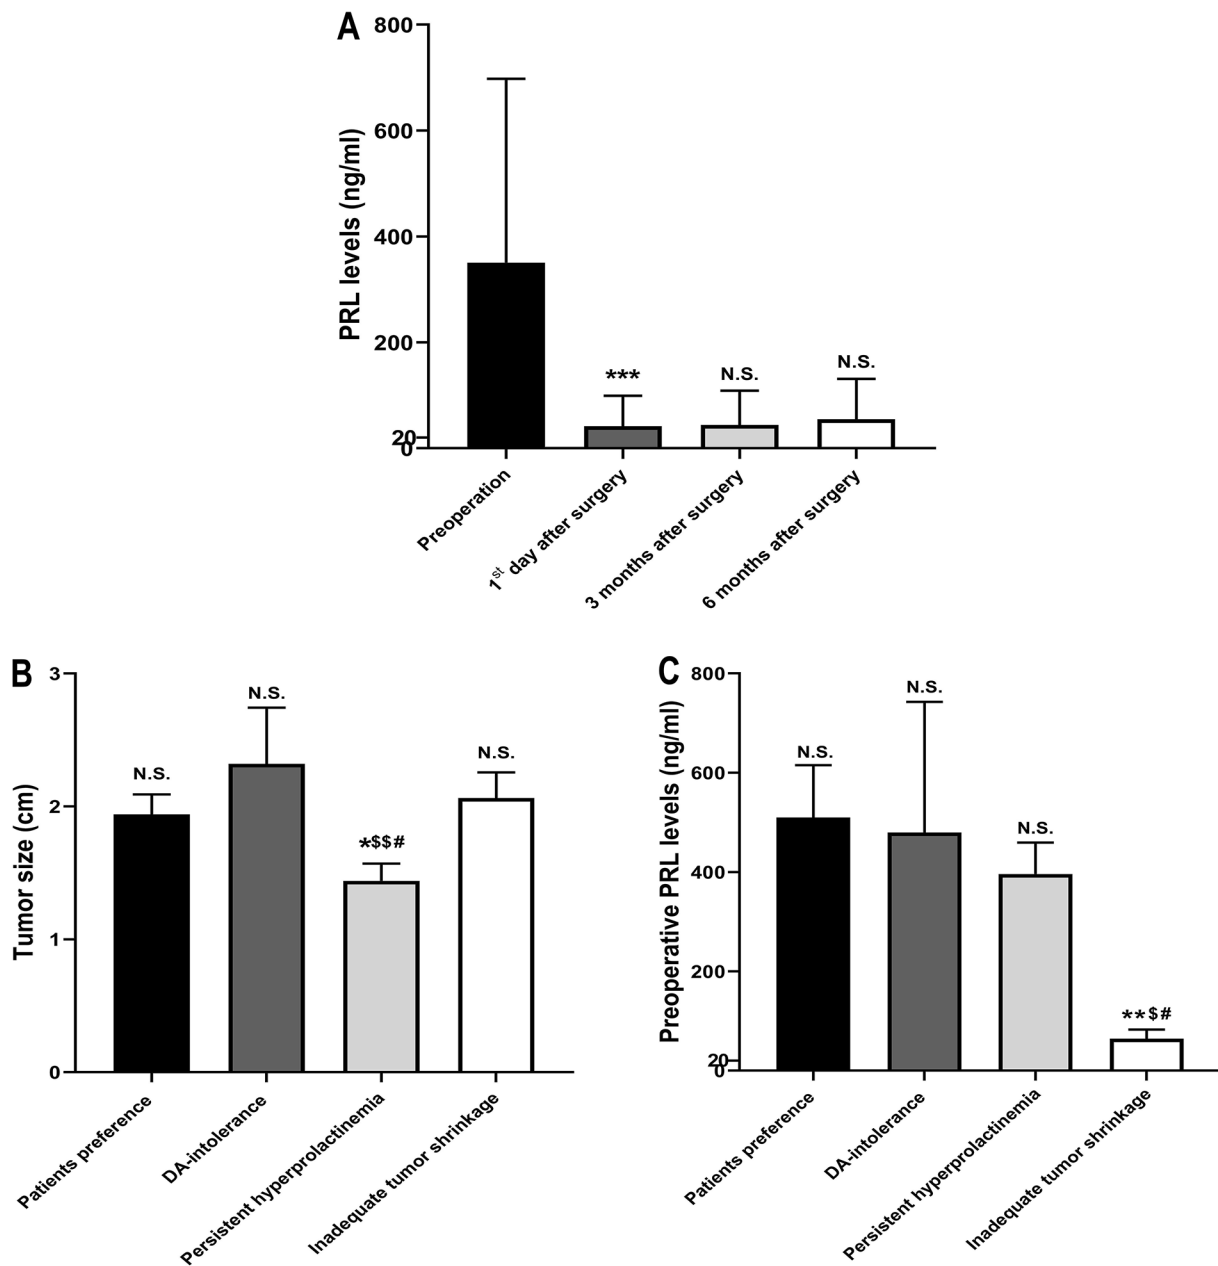 A
PRL levels (ng/ml)
800
600
400
200
20
0
***
N.S.
N.S.
Preoperation
1st day after surgery
3 months after surgery
6 months after surgery
B
Tumor size (cm)
3
2
1
0
N.S.
N.S.
*$$#
N.S.
Patients preference
DA-intolerance
Persistent hyperprolactinemia
Inadequate tumor shrinkage
C
Preoperative PRL levels (ng/ml)
800
600
400
200
20
0
N.S.
N.S.
N.S.
**$#
Patients preference
DA-intolerance
Persistent hyperprolactinemia
Inadequate tumor shrinkage